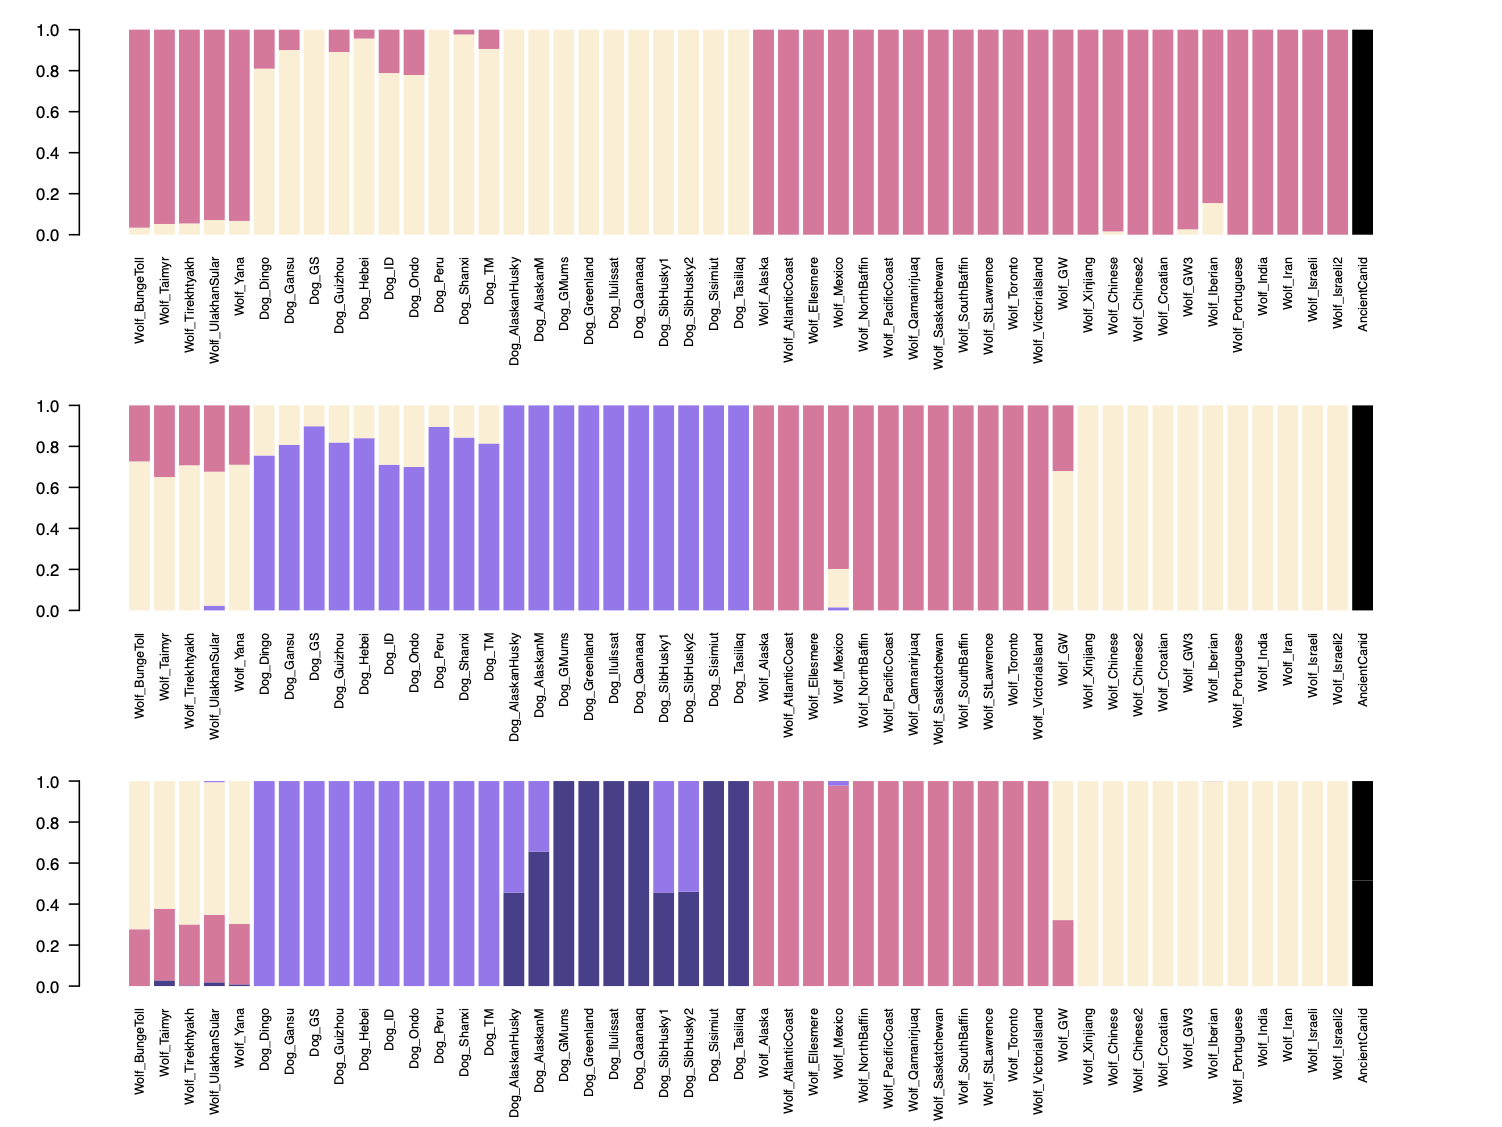 1.0
0.8
0.6
0.4
0.2
0.0
Wolf_BungeToll
Wolf_Taimyr
Wolf_Tirekhtyakh
Wolf_UlakhanSular
Wolf_Yana
Dog_Dingo
Dog_Gansu
Dog_GS
Dog_Guizhou
Dog_Hebei
Dog_ID
Dog_Ondo
Dog_Peru
Dog_Shanxi
Dog_TM
Dog_AlaskanHusky
Dog_AlaskanM
Dog_GMums
Dog_Greenland
Dog_Ilulissat
Dog_Qaanaaq
Dog_SibHusky1
Dog_SibHusky2
Dog_Sisimiut
Dog_Tasiilaq
Wolf_Alaska
Wolf_AtlanticCoast
Wolf_Ellesmere
Wolf_Mexico
Wolf_NorthBaffin
Wolf_PacificCoast
Wolf_Qamanirjuaq
Wolf_Saskatchewan
Wolf_SouthBaffin
Wolf_StLawrence
Wolf_Toronto
Wolf_VictoriaIsland
Wolf_GW
Wolf_Xinjiang
Wolf_Chinese
Wolf_Chinese2
Wolf_Croatian
Wolf_GW3
Wolf_Iberian
Wolf_Portuguese
Wolf_India
Wolf_Iran
Wolf_Israeli
Wolf_Israeli2
AncientCanid
1.0
0.8
0.6
0.4
0.2
0.0
Wolf_BungeToll
Wolf_Taimyr
Wolf_Tirekhtyakh
Wolf_UlakhanSular
Wolf_Yana
Dog_Dingo
Dog_Gansu
Dog_GS
Dog_Guizhou
Dog_Hebei
Dog_ID
Dog_Ondo
Dog_Peru
Dog_Shanxi
Dog_TM
Dog_AlaskanHusky
Dog_AlaskanM
Dog_GMums
Dog_Greenland
Dog_Ilulissat
Dog_Qaanaaq
Dog_SibHusky1
Dog_SibHusky2
Dog_Sisimiut
Dog_Tasiilaq
Wolf_Alaska
Wolf_AtlanticCoast
Wolf_Ellesmere
Wolf_Mexico
Wolf_NorthBaffin
Wolf_PacificCoast
Wolf_Qamanirjuaq
Wolf_Saskatchewan
Wolf_SouthBaffin
Wolf_StLawrence
Wolf_Toronto
Wolf_VictoriaIsland
Wolf_GW
Wolf_Xinjiang
Wolf_Chinese
Wolf_Chinese2
Wolf_Croatian
Wolf_GW3
Wolf_Iberian
Wolf_Portuguese
Wolf_India
Wolf_Iran
Wolf_Israeli
Wolf_Israeli2
AncientCanid
1.0
0.8
0.6
0.4
0.2
0.0
Wolf_BungeToll
Wolf_Taimyr
Wolf_Tirekhtyakh
Wolf_UlakhanSular
Wolf_Yana
Dog_Dingo
Dog_Gansu
Dog_GS
Dog_Guizhou
Dog_Hebei
Dog_ID
Dog_Ondo
Dog_Peru
Dog_Shanxi
Dog_TM
Dog_AlaskanHusky
Dog_AlaskanM
Dog_GMums
Dog_Greenland
Dog_Ilulissat
Dog_Qaanaaq
Dog_SibHusky1
Dog_SibHusky2
Dog_Sisimiut
Dog_Tasiilaq
Wolf_Alaska
Wolf_AtlanticCoast
Wolf_Ellesmere
Wolf_Mexico
Wolf_NorthBaffin
Wolf_PacificCoast
Wolf_Qamanirjuaq
Wolf_Saskatchewan
Wolf_SouthBaffin
Wolf_StLawrence
Wolf_Toronto
Wolf_VictoriaIsland
Wolf_GW
Wolf_Xinjiang
Wolf_Chinese
Wolf_Chinese2
Wolf_Croatian
Wolf_GW3
Wolf_Iberian
Wolf_Portuguese
Wolf_India
Wolf_Iran
Wolf_Israeli
Wolf_Israeli2
AncientCanid